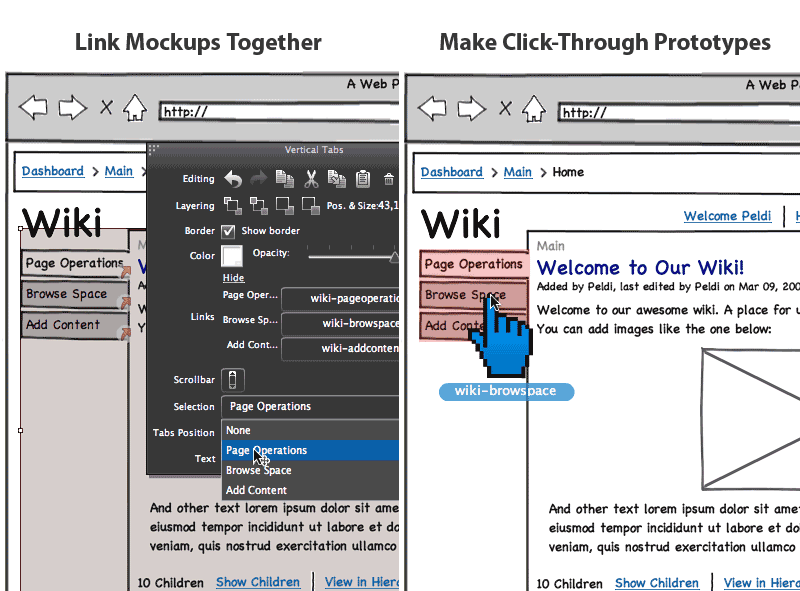 Link Mockups Together
A Web P
http://
Dashboard > Main >
Wiki
Page Operations
Browse Space
Add Content
Vertical Tabs
Editing
Layering
Pos. & Size:43,1
Border
Show border
Color
Opacity:
Hide
Links
Page Oper...
wiki-pageoperatic
Browse Sp...
wiki-browspace
Add Cont...
wiki-addconten
Scrollbar
Selection
Page Operations
Tabs Position
None
Page Operations
Text
Browse Space
Add Content
And other text lorem ipsum dolor sit ame
eiusmod tempor incididunt ut labore et do
veniam, quis nostrud exercitation ullamco
10 Children Show Children | View in Hiera
Make Click-Through Prototypes
A Web P
http://
Dashboard > Main > Home
Wiki
Welcome Peldi |
Page Operations
Browse Space
Add Conte
wiki-browspace
Main
Welcome to Our Wiki!
Added by Peldi, last edited by Peldi on Mar 09, 200
Welcome to our awesome wiki. A place for u
You can add images like the one below:
And other text lorem ipsum dolor sit ame
eiusmod tempor incididunt ut labore et do
veniam, quis nostrud exercitation ullamco
10 Children Show Children | View in Hiera